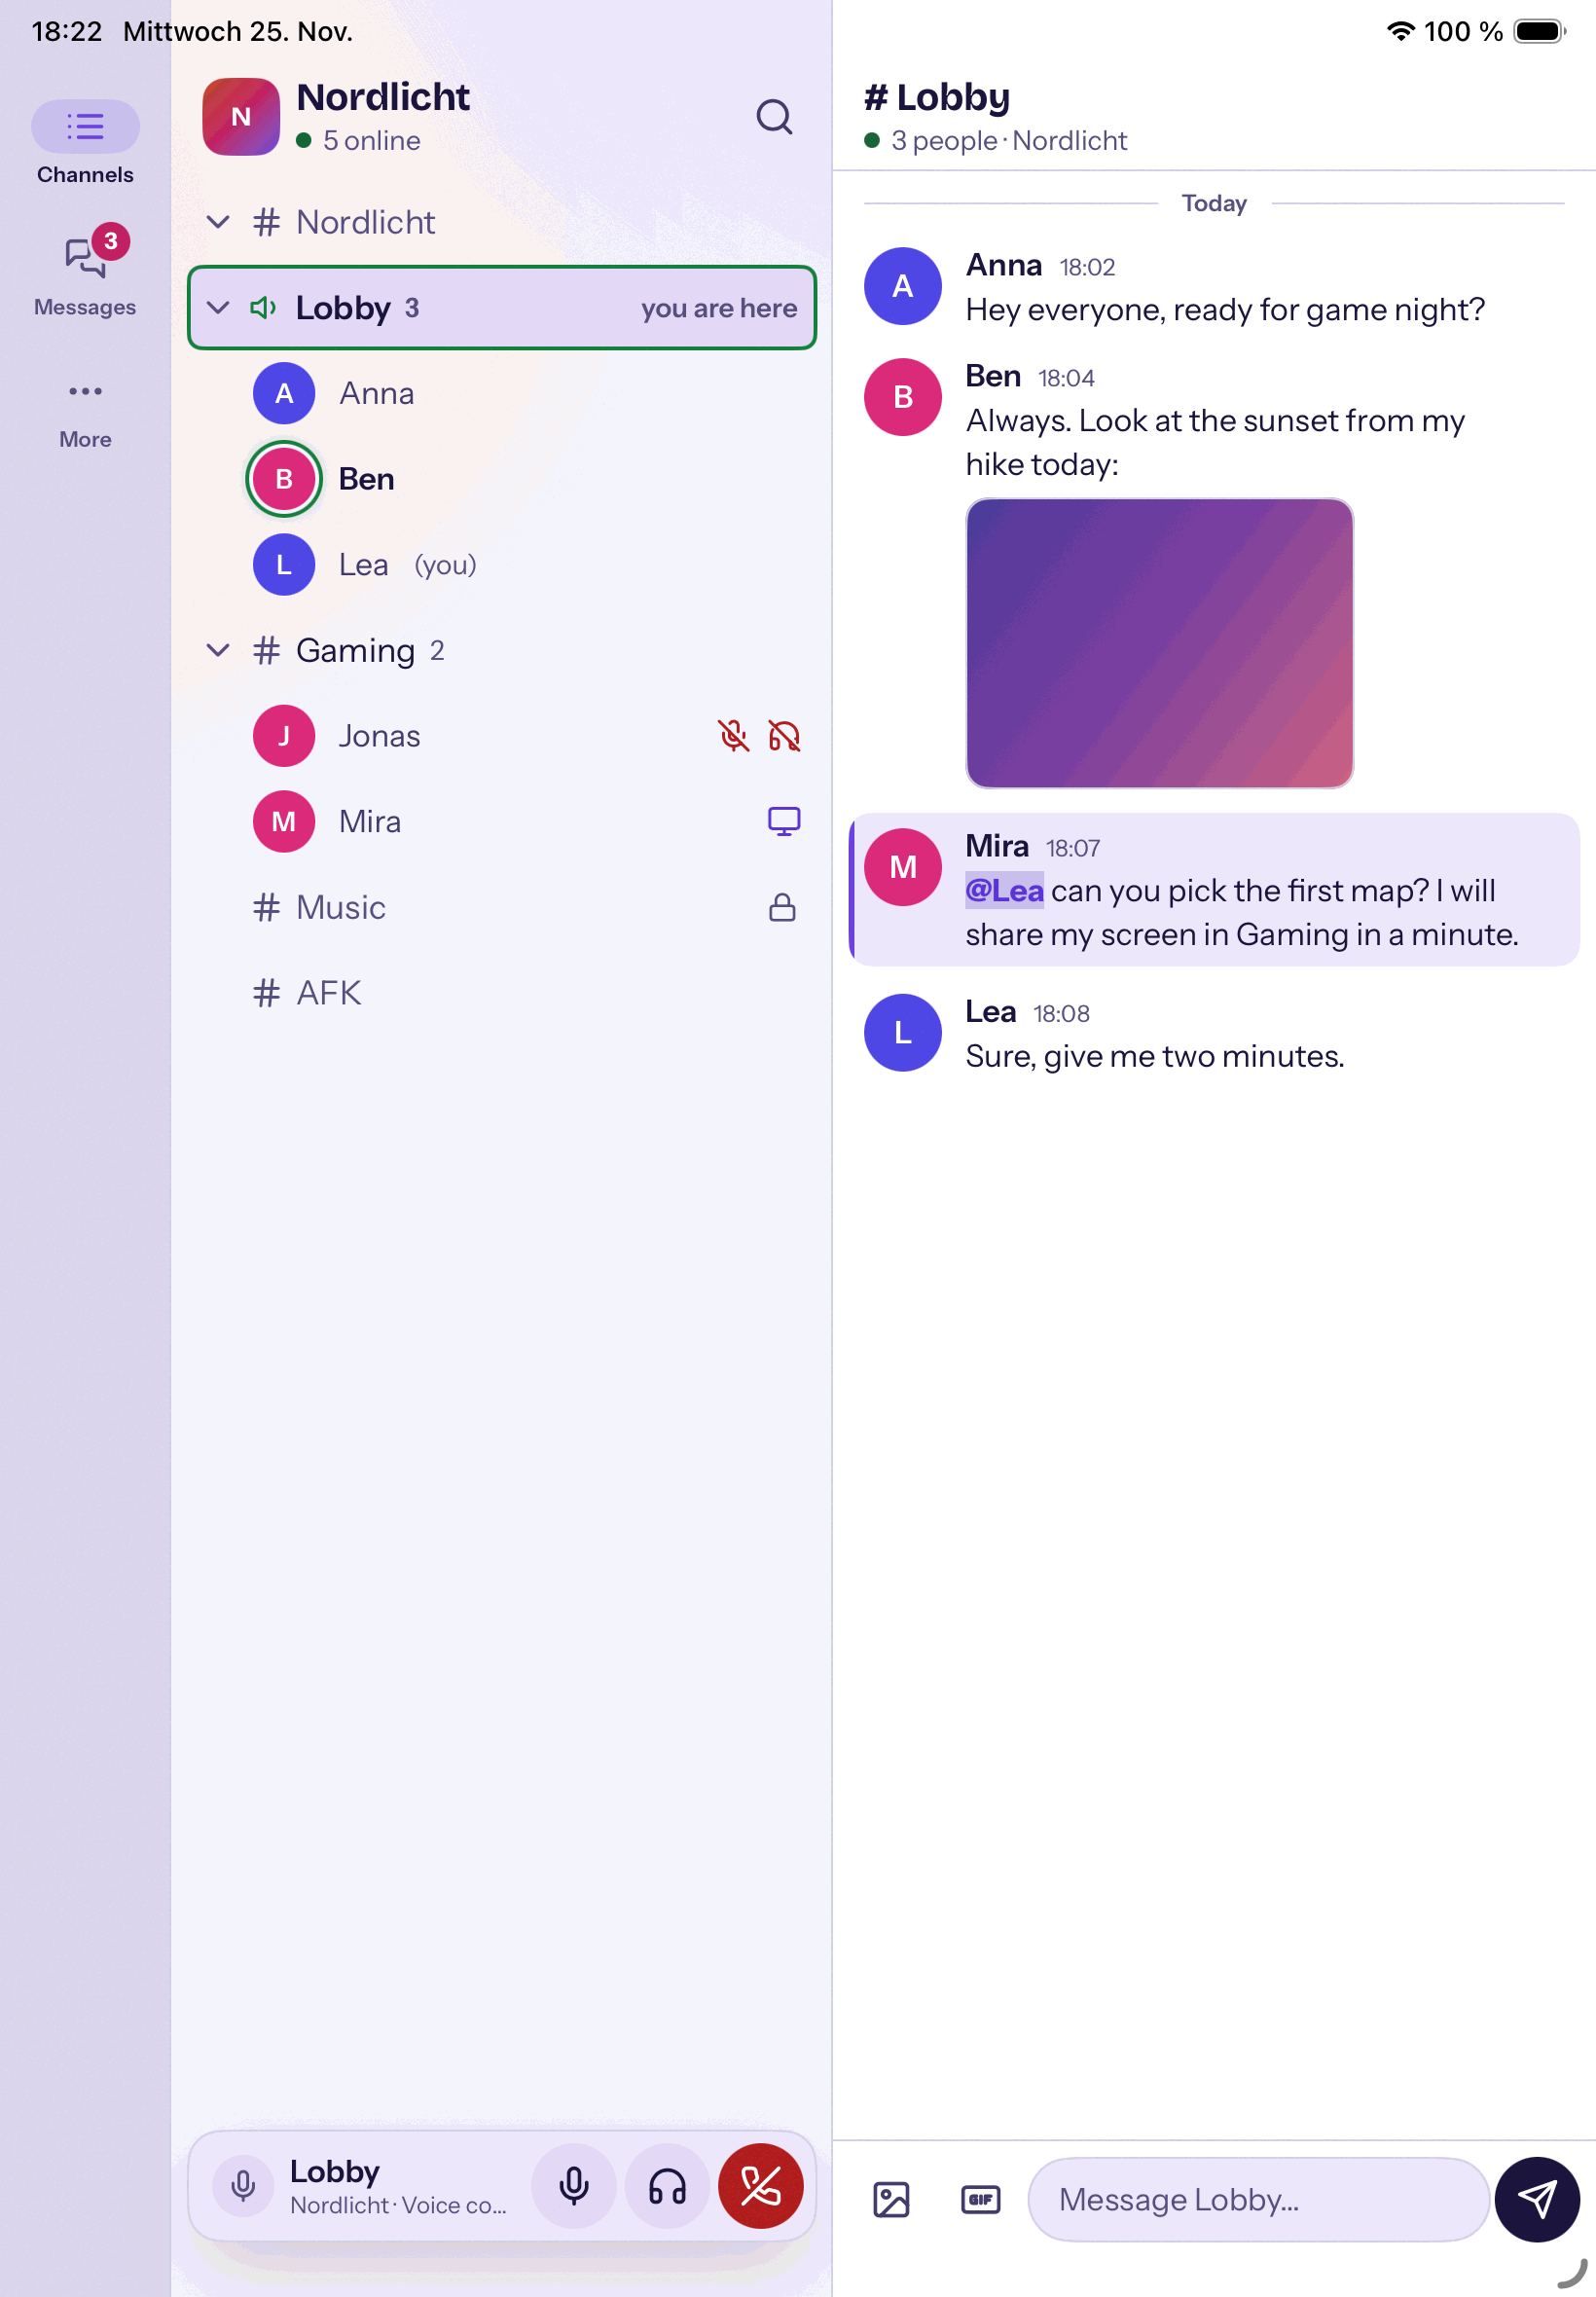 18:22 Mittwoch 25. Nov.
100 %
Channels
3
Messages
More
N
Nordlicht
5 online
# Nordlicht
Lobby 3 you are here
A Anna
B Ben
L Lea (you)
# Gaming 2
J Jonas
M Mira
# Music
# AFK
Lobby
Nordlicht · Voice co...
# Lobby
3 people · Nordlicht
Today
A
Anna 18:02
Hey everyone, ready for game night?
B
Ben 18:04
Always. Look at the sunset from my
hike today:
M
Mira 18:07
@Lea can you pick the first map? I will
share my screen in Gaming in a minute.
L
Lea 18:08
Sure, give me two minutes.
GIF
Message Lobby...